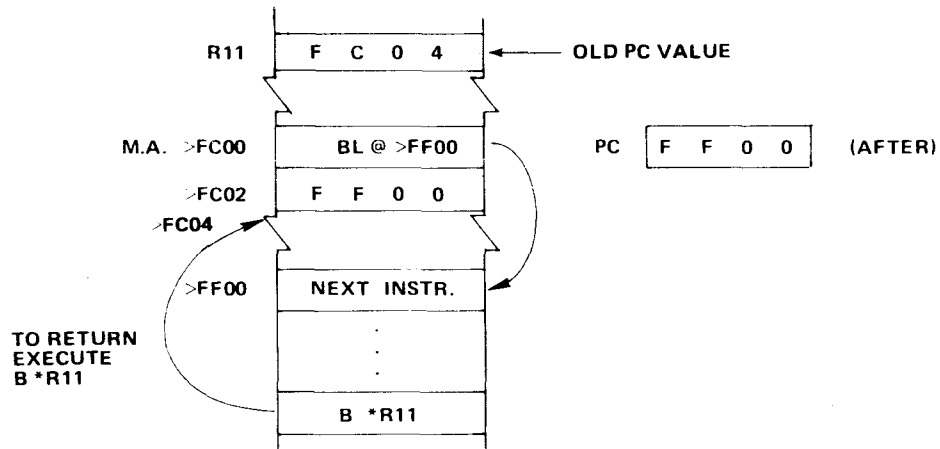 R11 F C 0 4 OLD PC VALUE
M.A. >FC00 BL @ >FF00 PC F F 0 0 (AFTER)
>FC02 F F 0 0
>FC04
>FF00 NEXT INSTR.
.
.
.
TO RETURN
EXECUTE
B *R11
B *R11